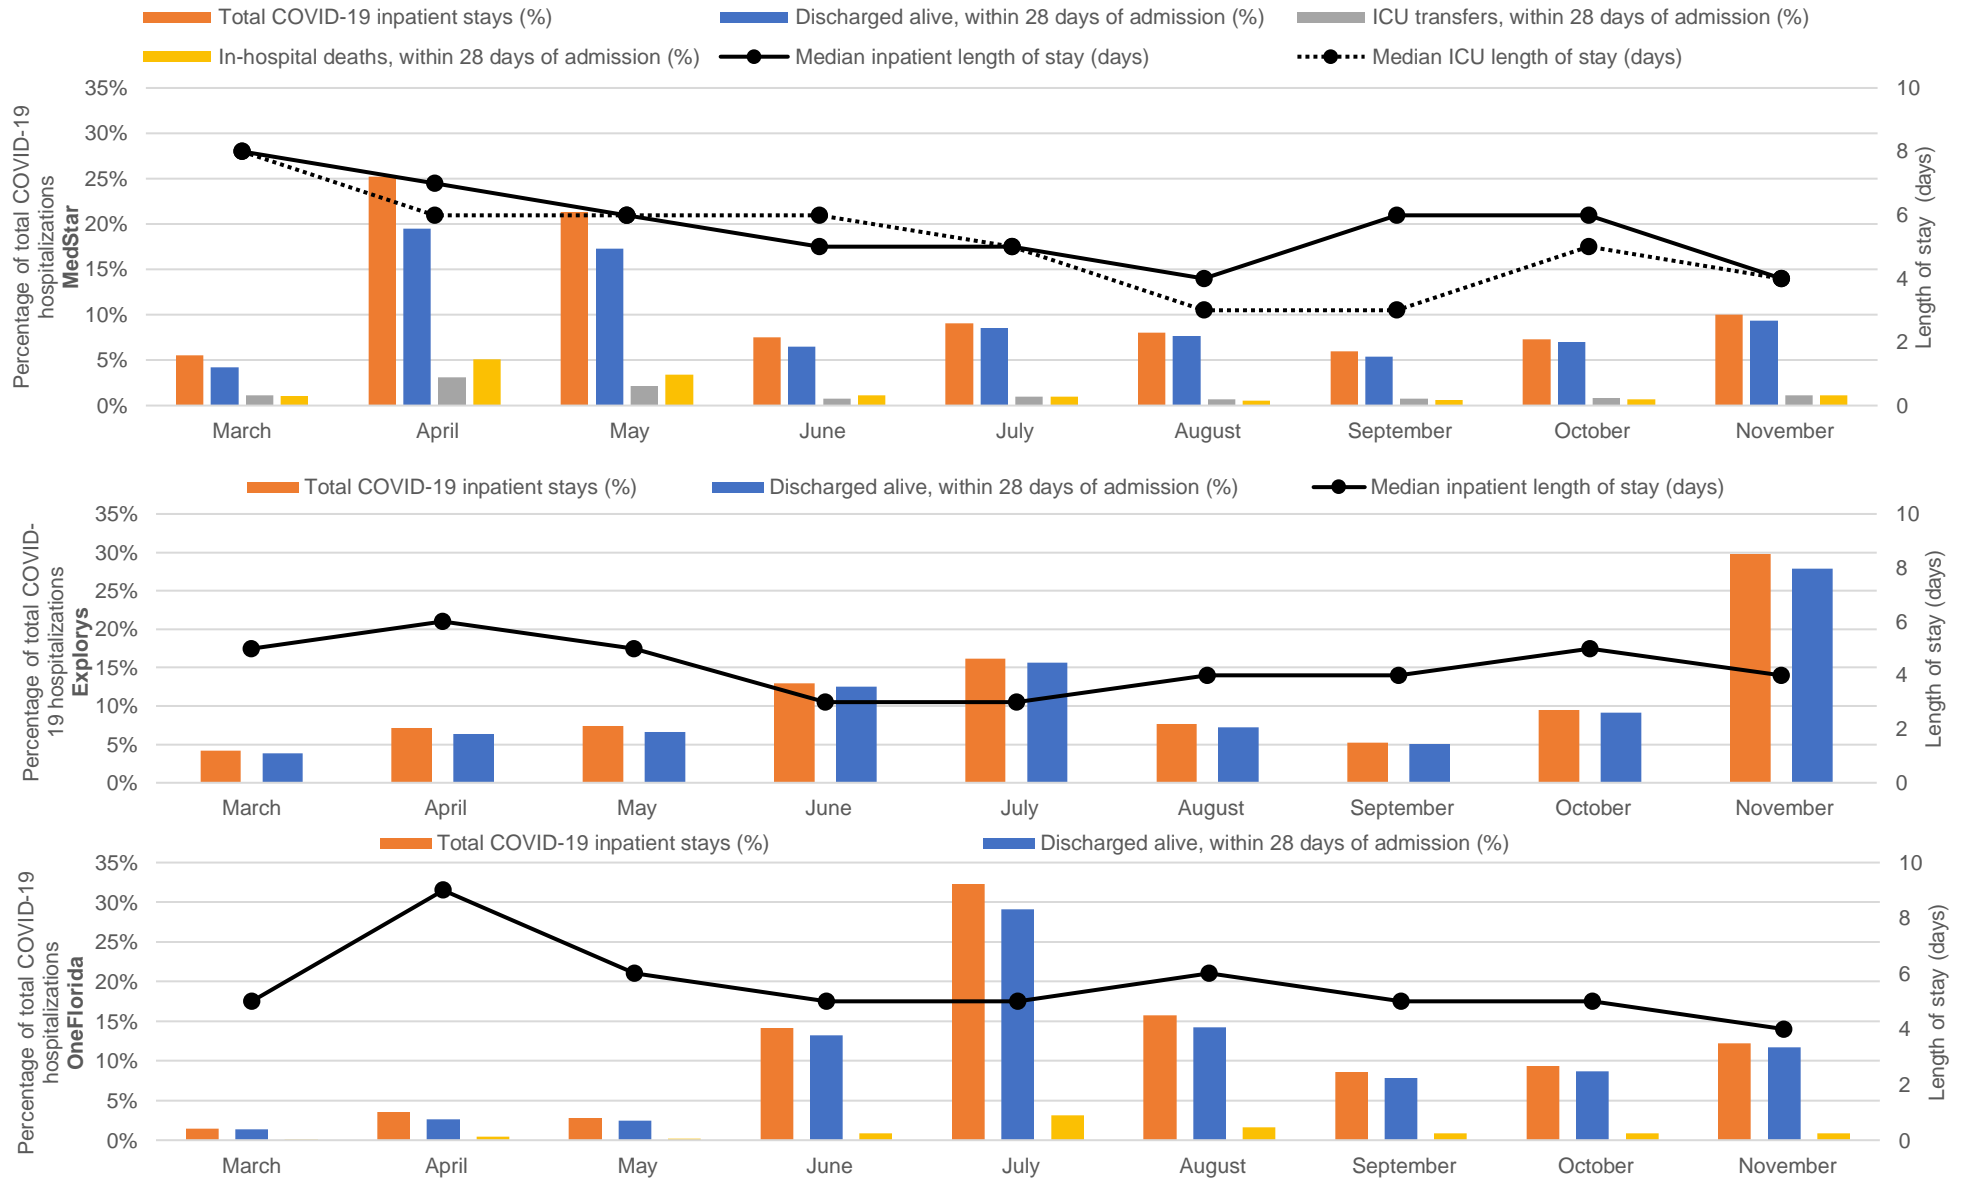 Total COVID-19 inpatient stays (%) Discharged alive, within 28 days of admission (%) ICU transfers, within 28 days of admission (%)
In-hospital deaths, within 28 days of admission (%) Median inpatient length of stay (days) Median ICU length of stay (days)
Percentage of total COVID-19
hospitalizations
MedStar
35%
30%
25%
20%
15%
10%
5%
0%
10
8
6
4
2
0
Length of stay (days)
March April May June July August September October November
Total COVID-19 inpatient stays (%) Discharged alive, within 28 days of admission (%) Median inpatient length of stay (days)
Percentage of total COVID-
19 hospitalizations
Explorys
35%
30%
25%
20%
15%
10%
5%
0%
10
8
6
4
2
0
Length of stay (days)
March April May June July August September October November
Total COVID-19 inpatient stays (%) Discharged alive, within 28 days of admission (%)
Percentage of total COVID-19
hospitalizations
OneFlorida
35%
30%
25%
20%
15%
10%
5%
0%
10
8
6
4
2
0
Length of stay (days)
March April May June July August September October November